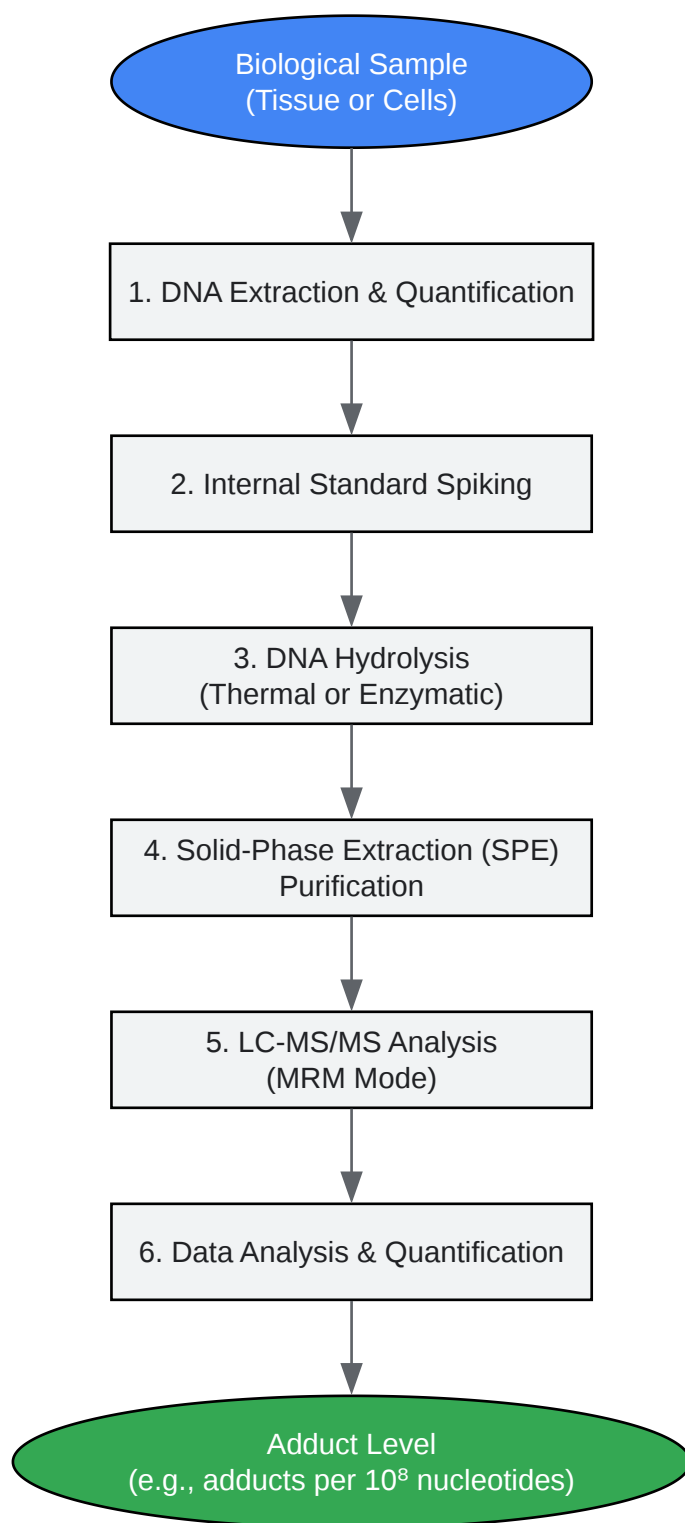 Biological Sample
(Tissue or Cells)
1. DNA Extraction & Quantification
2. Internal Standard Spiking
3. DNA Hydrolysis
(Thermal or Enzymatic)
4. Solid-Phase Extraction (SPE)
Purification
5. LC-MS/MS Analysis
(MRM Mode)
6. Data Analysis & Quantification
Adduct Level
(e.g., adducts per 10⁸ nucleotides)